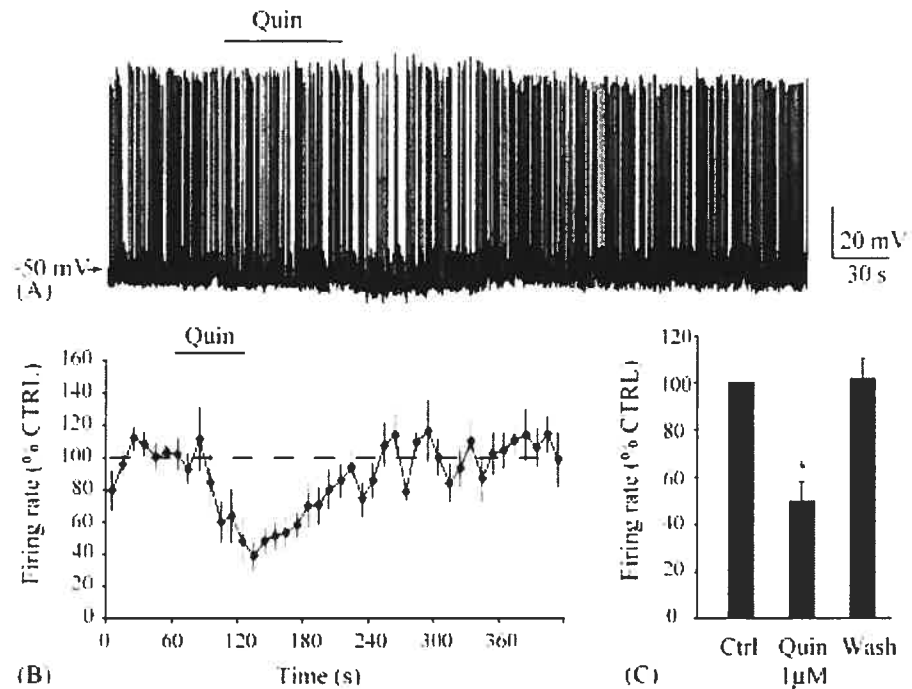 Quin
-50 mV
(A)
20 mV
30 s
Quin
Firing rate (% CTRL)
160
140
120
100
80
60
40
20
0
0 60 120 180 240 300 360
Time (s)
(B)
Firing rate (% CTRL)
120
100
80
60
40
20
0
*
Ctrl Quin Wash
1µM
(C)